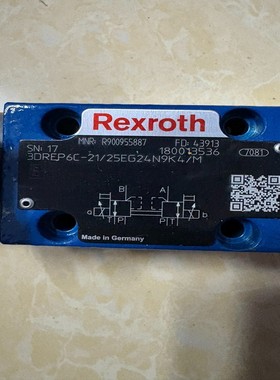 Rexroth
MNR: R900955887 FD: 43913
SN: 17 180013536
3DREP6C-21/25EG24N9K4/M 7081
B A
a b
P T P T
Made in Germany